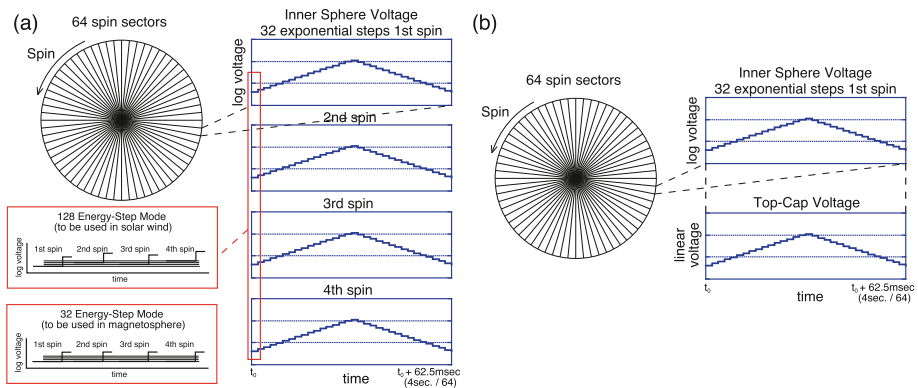 (a)
64 spin sectors
Spin
Inner Sphere Voltage
32 exponential steps 1st spin
log voltage
2nd spin
3rd spin
4th spin
t₀
t₀ + 62.5msec
(4sec. / 64)
time
128 Energy-Step Mode
(to be used in solar wind)
log voltage
1st spin 2nd spin 3rd spin 4th spin
time
32 Energy-Step Mode
(to be used in magnetosphere)
log voltage
1st spin 2nd spin 3rd spin 4th spin
time
(b)
64 spin sectors
Spin
Inner Sphere Voltage
32 exponential steps 1st spin
log voltage
Top-Cap Voltage
linear
voltage
t₀
t₀ + 62.5msec
(4sec. / 64)
time